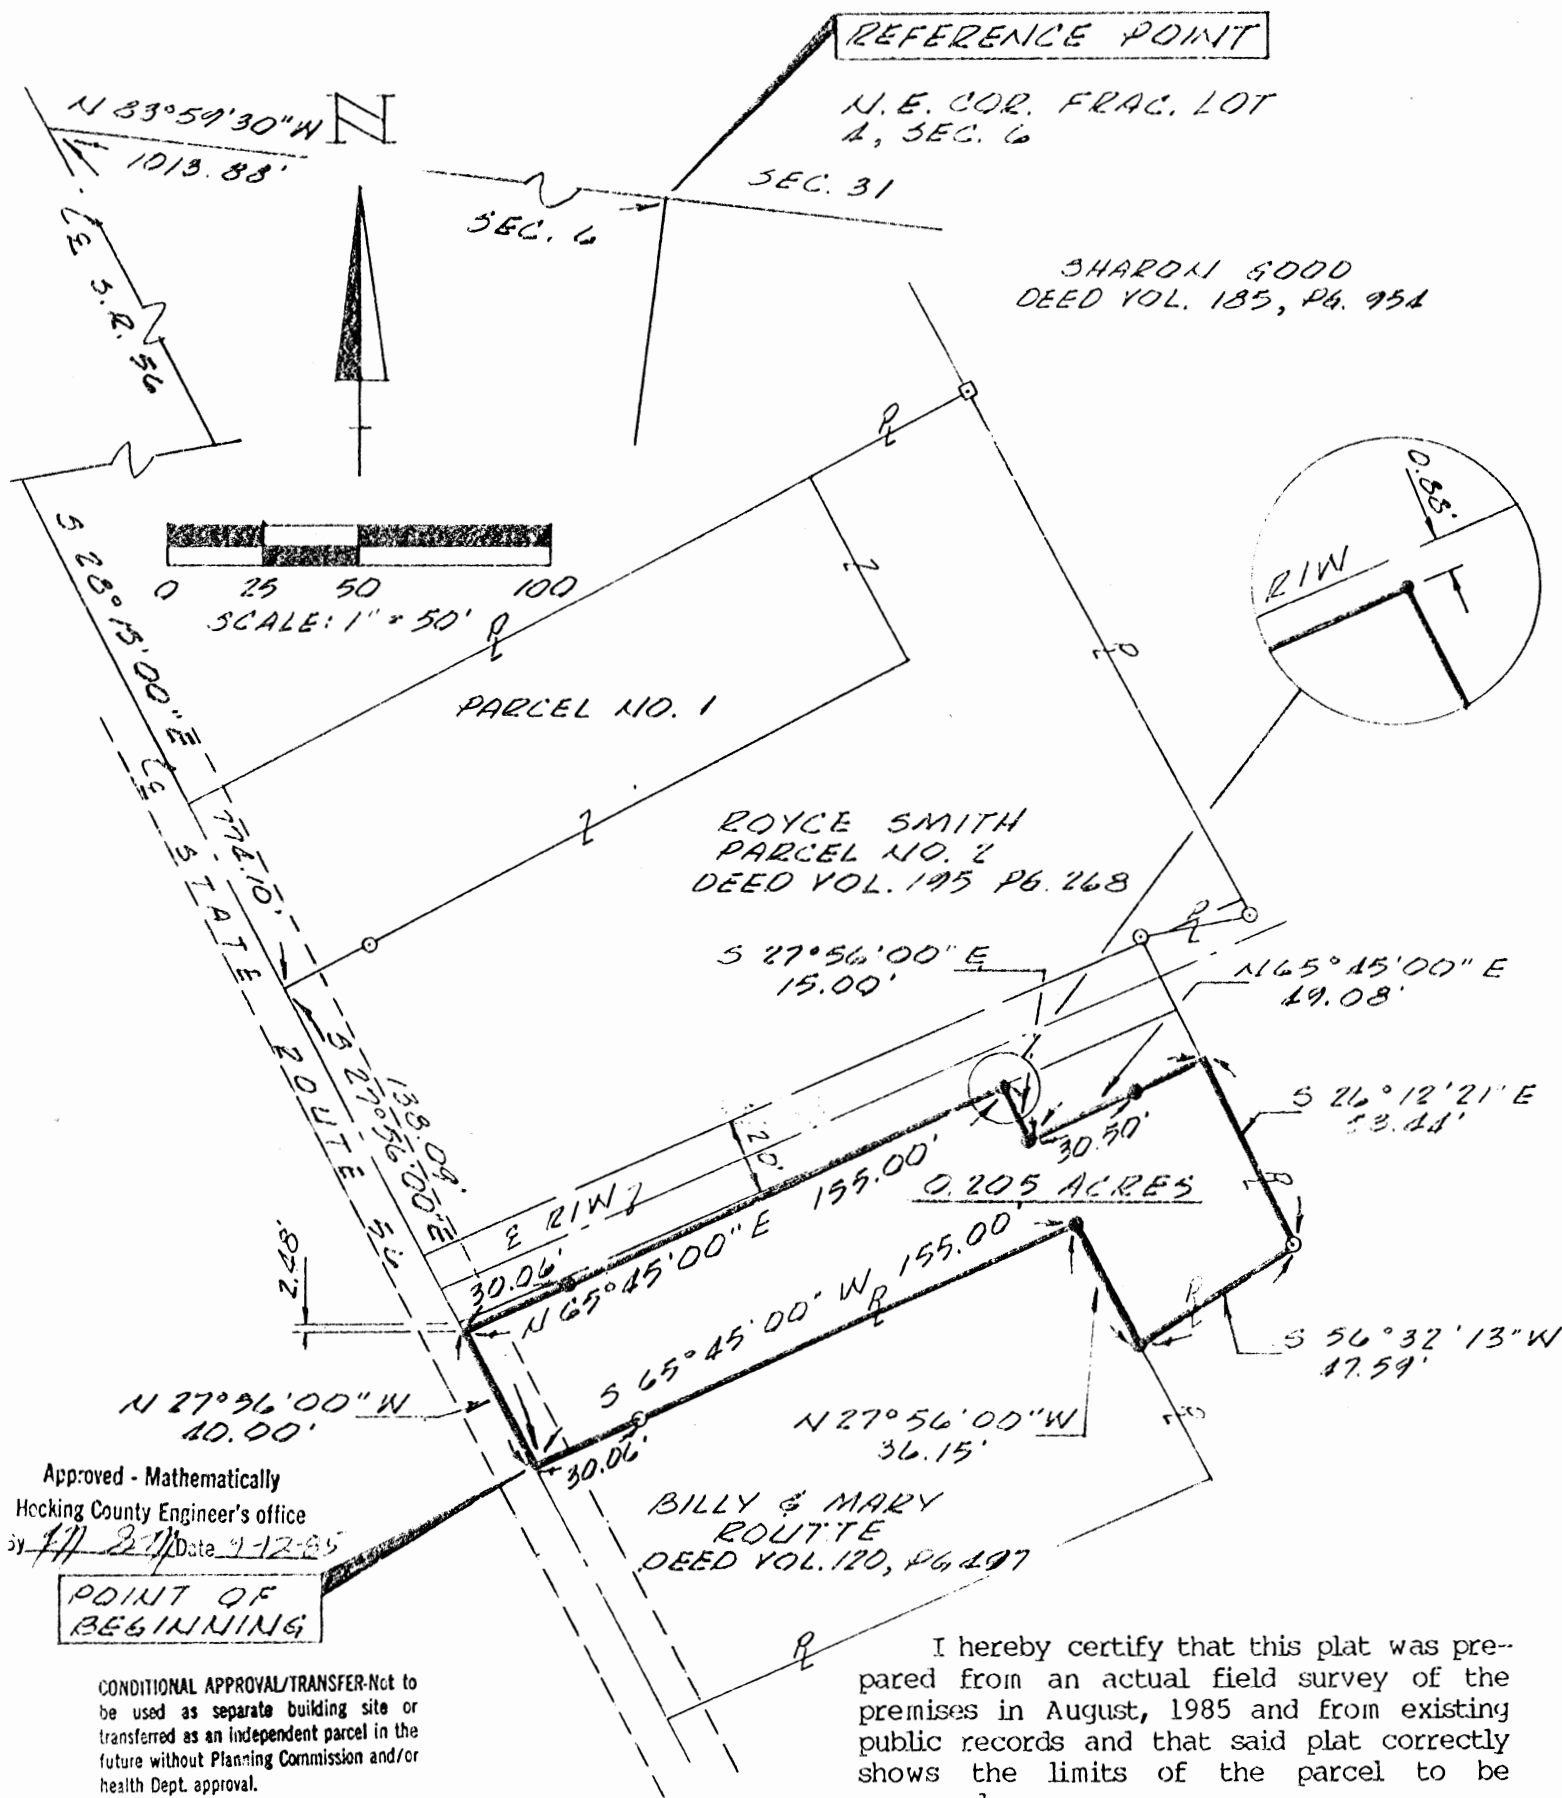 REFERENCE POINT
N.E. COR. FRAC. LOT
4, SEC. 6
N 83°59'30"W
1013.88'
N
SEC. 31
SEC. 6
℄ S.R. 56
SHARON GOOD
DEED VOL. 185, PG. 954
0.88'
R/W
S 28°15'00"E
0 25 50 100
SCALE: 1" = 50'
PARCEL NO. 1
774.10'
℄ STATE ROUTE 56
ROYCE SMITH
PARCEL NO. 2
DEED VOL. 195 PG. 268
S 27°56'00" E
15.00'
N65°45'00" E
49.08'
138.09'
S 27°56'00"E
S 26°12'21" E
53.44'
20'
30.50'
155.00'
0.205 ACRES
R/W
2.48'
30.06'
N 65°45'00" E
155.00'
S 65°45'00" W
S 56°32'13"W
47.59'
N 27°56'00"W
40.00'
N 27°56'00"W
36.15'
30.06'
Approved - Mathematically
Hocking County Engineer's office
By Date 9-12-85
BILLY & MARY
ROUTTE
DEED VOL. 120, PG 497
POINT OF
BEGINNING
CONDITIONAL APPROVAL/TRANSFER-Not to
be used as separate building site or
transferred as an independent parcel in the
future without Planning Commission and/or
health Dept. approval.
I hereby certify that this plat was pre-
pared from an actual field survey of the
premises in August, 1985 and from existing
public records and that said plat correctly
shows the limits of the parcel to be